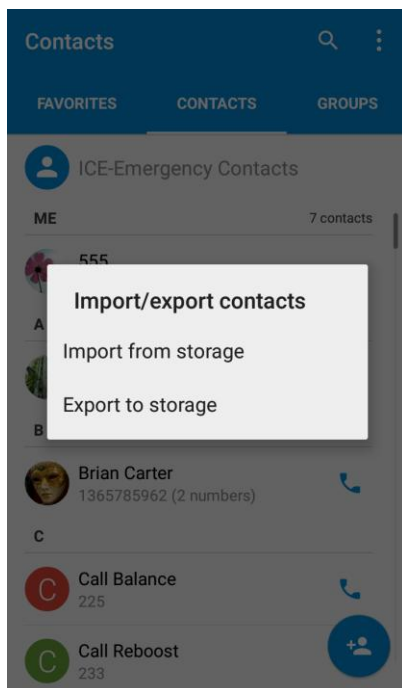 Contacts
FAVORITES CONTACTS GROUPS
ICE-Emergency Contacts
ME 7 contacts
555
Import/export contacts
A
Import from storage
Export to storage
B
Brian Carter
1365785962 (2 numbers)
C
C Call Balance
225
C Call Reboost
233